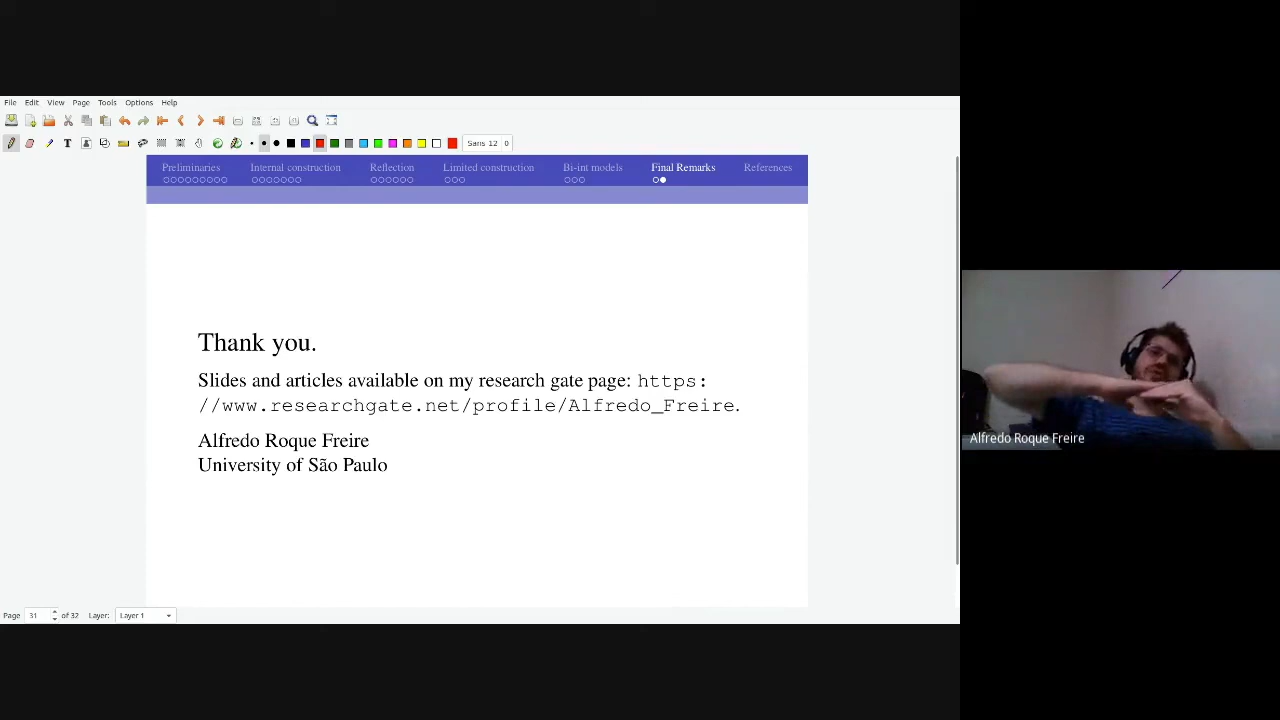 File Edit View Page Tools Options Help
Sans 12 0
Preliminaries Internal construction Reflection Limited construction Bi-int models Final Remarks References
Thank you.
Slides and articles available on my research gate page: https:
//www.researchgate.net/profile/Alfredo_Freire.
Alfredo Roque Freire
University of São Paulo
Alfredo Roque Freire
Page 31 of 32 Layer: Layer 1